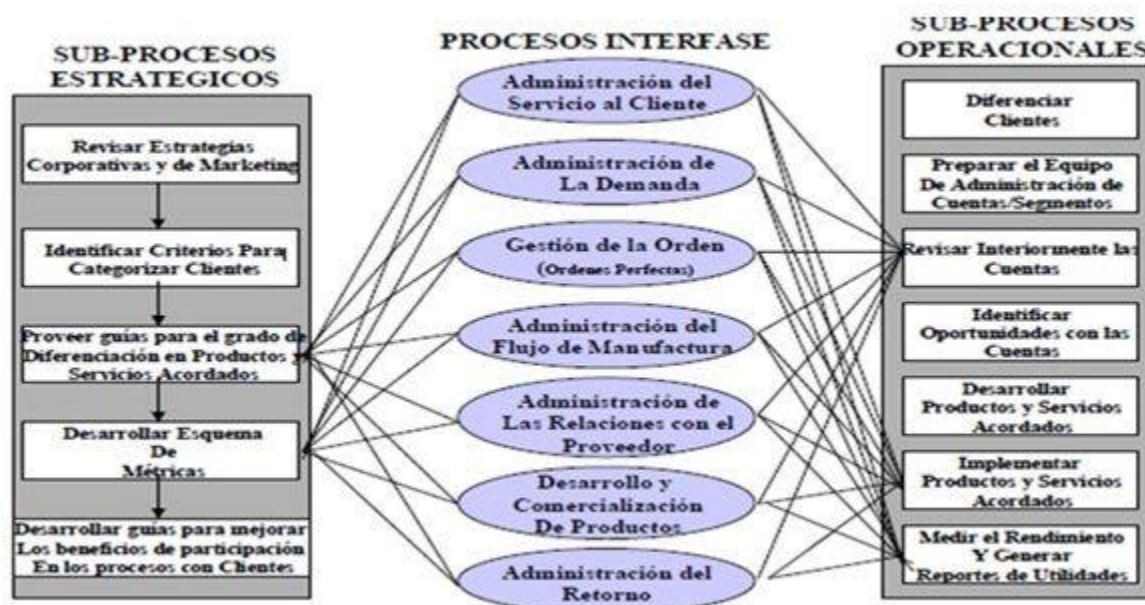 SUB-PROCESOS
ESTRATEGICOS
Revisar Estrategias
Corporativas y de Marketing
Identificar Criterios Para
Categorizar Clientes
Proveer guías para el grado de
Diferenciación en Productos y
Servicios Acordados
Desarrollar Esquema
De
Métricas
Desarrollar guías para mejorar
Los beneficios de participación
En los procesos con Clientes
PROCESOS INTERFASE
Administración del
Servicio al Cliente
Administración de
La Demanda
Gestión de la Orden
(Ordenes Perfectas)
Administración del
Flujo de Manufactura
Administración de
Las Relaciones con el
Proveedor
Desarrollo y
Comercialización
De Productos
Administración del
Retorno
SUB-PROCESOS
OPERACIONALES
Diferenciar
Clientes
Preparar el Equipo
De Administración de
Cuentas/Segmentos
Revisar Interiormente las
Cuentas
Identificar
Oportunidades con las
Cuentas
Desarrollar
Productos y Servicios
Acordados
Implementar
Productos y Servicios
Acordados
Medir el Rendimiento
Y Generar
Reportes de Utilidades